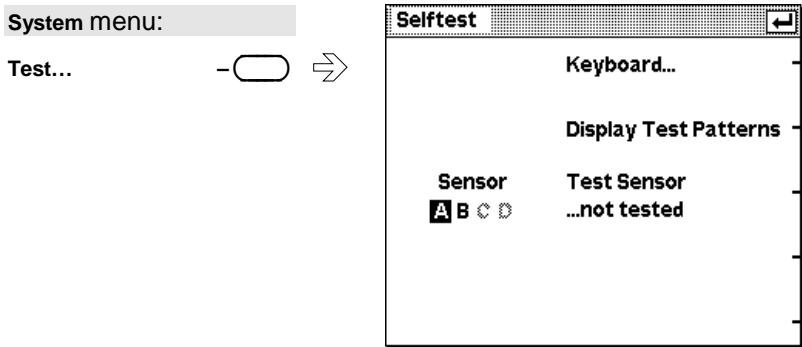 System menu:
Test...
Selftest
Keyboard...
Display Test Patterns
Sensor
Test Sensor
A B C D
...not tested